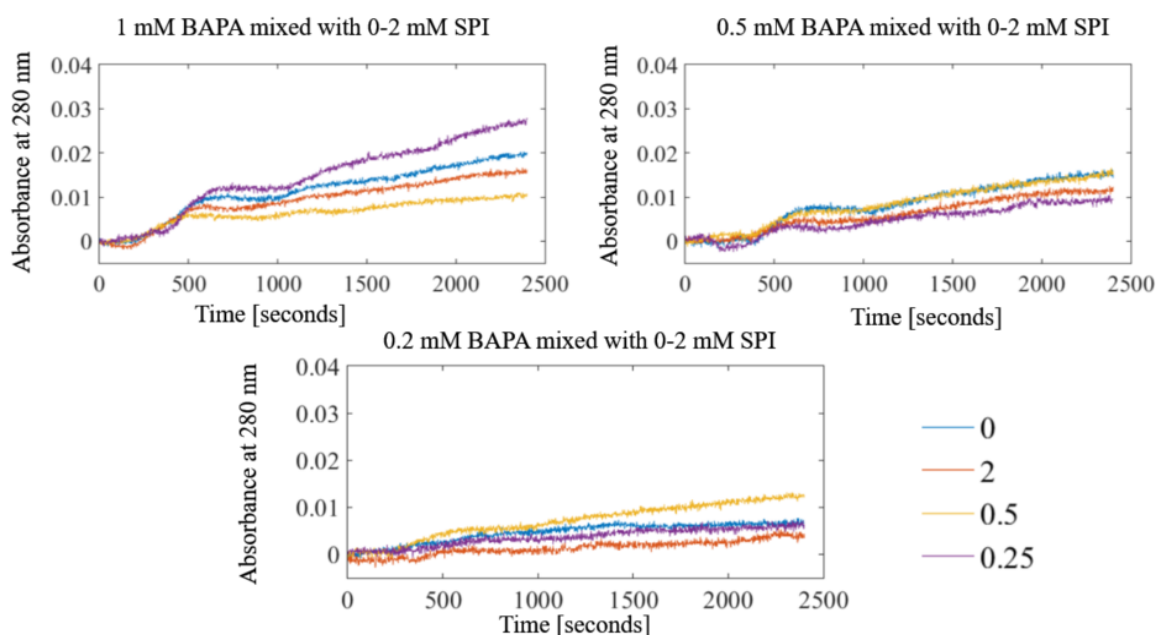 1 mM BAPA mixed with 0-2 mM SPI
Absorbance at 280 nm
0.04
0.03
0.02
0.01
0
0 500 1000 1500 2000 2500
Time [seconds]
0.5 mM BAPA mixed with 0-2 mM SPI
Absorbance at 280 nm
0.04
0.03
0.02
0.01
0
0 500 1000 1500 2000 2500
Time [seconds]
0.2 mM BAPA mixed with 0-2 mM SPI
Absorbance at 280 nm
0.04
0.03
0.02
0.01
0
0 500 1000 1500 2000 2500
Time [seconds]
0
2
0.5
0.25